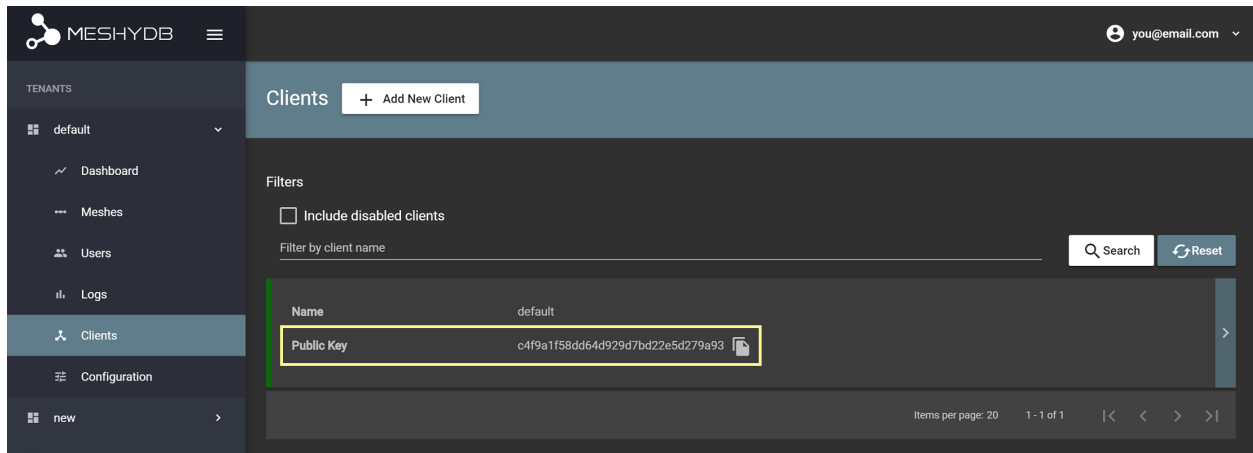 MESHYDB
you@email.com
TENANTS
default
Dashboard
Meshes
Users
Logs
Clients
Configuration
new
Clients
+ Add New Client
Filters
Include disabled clients
Filter by client name
Search
Reset
Name default
Public Key c4f9a1f58dd64d929d7bd22e5d279a93
Items per page: 20 1 - 1 of 1